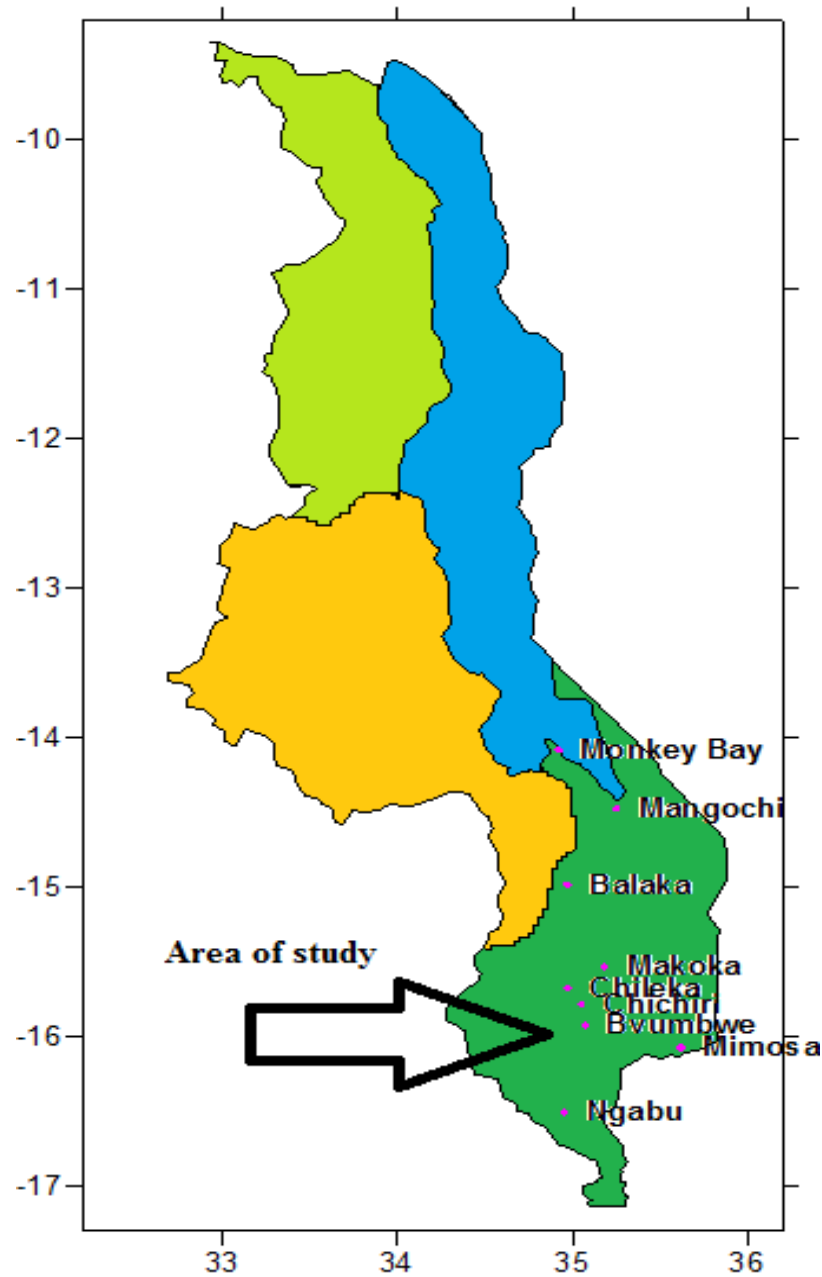 -10
-11
-12
-13
-14
Monkey Bay
Mangochi
-15
Balaka
Area of study
Makoka
Chileka
Chichiri
Bvumbwe
-16
Mimosa
Ngabu
-17
33 34 35 36